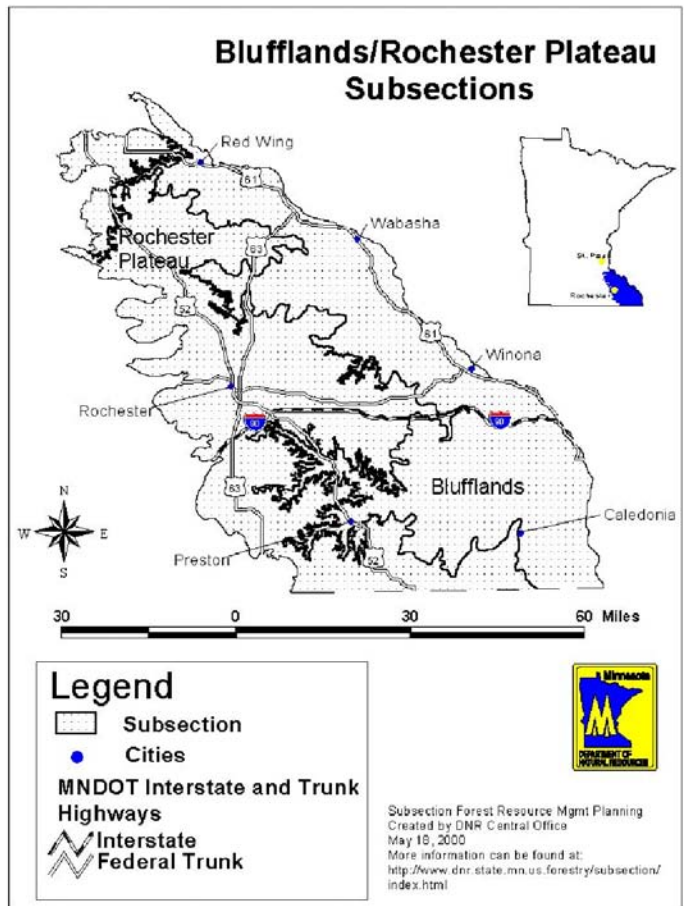 Blufflands/Rochester Plateau
Subsections
Red Wing
61
Wabasha
63
Rochester
Plateau
St. Paul
Rochester
52
61
Winona
Rochester
90
90
63
Blufflands
Caledonia
N
W E
S
Preston
52
30 0 30 60 Miles
Legend
Subsection
Cities
MNDOT Interstate and Trunk
Highways
Interstate
Federal Trunk
Minnesota
DEPARTMENT OF
NATURAL RESOURCES
Subsection Forest Resource Mgmt Planning
Created by DNR Central Office
May 18, 2000
More information can be found at:
http://www.dnr.state.mn.us.forestry/subsection/
index.html